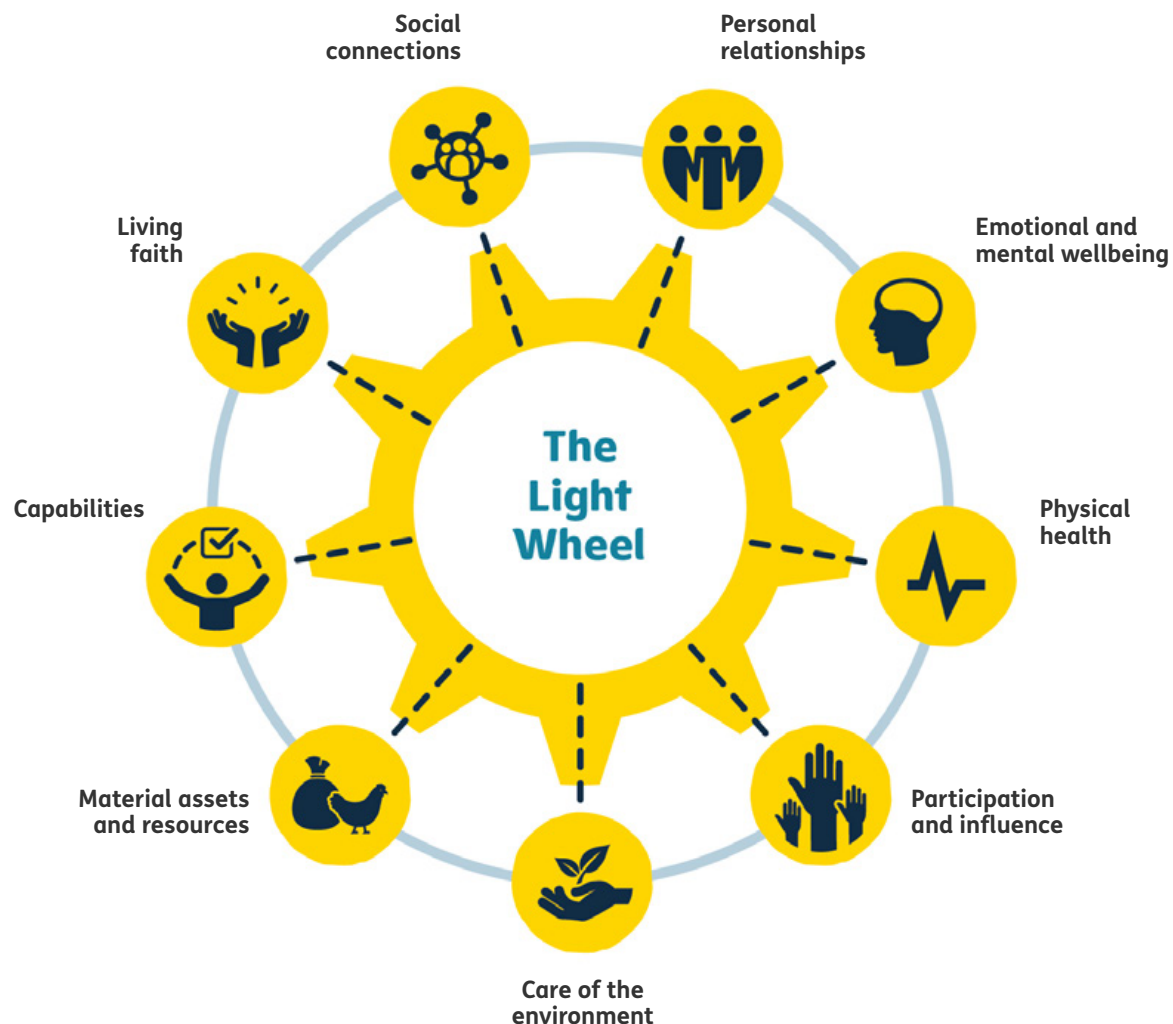 Social
connections
Personal
relationships
Living
faith
Emotional and
mental wellbeing
The
Light
Wheel
Capabilities
Physical
health
Material assets
and resources
Participation
and influence
Care of the
environment